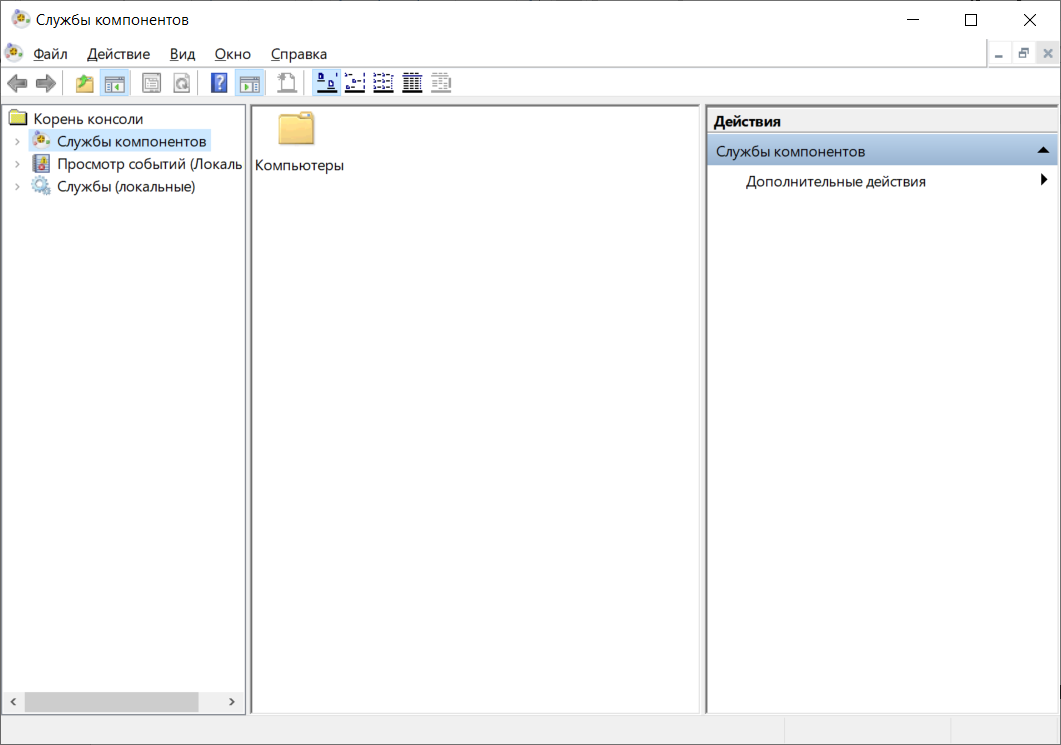 Службы компонентов
Файл Действие Вид Окно Справка
Корень консоли
Службы компонентов
Просмотр событий (Локаль
Службы (локальные)
Компьютеры
Действия
Службы компонентов
Дополнительные действия